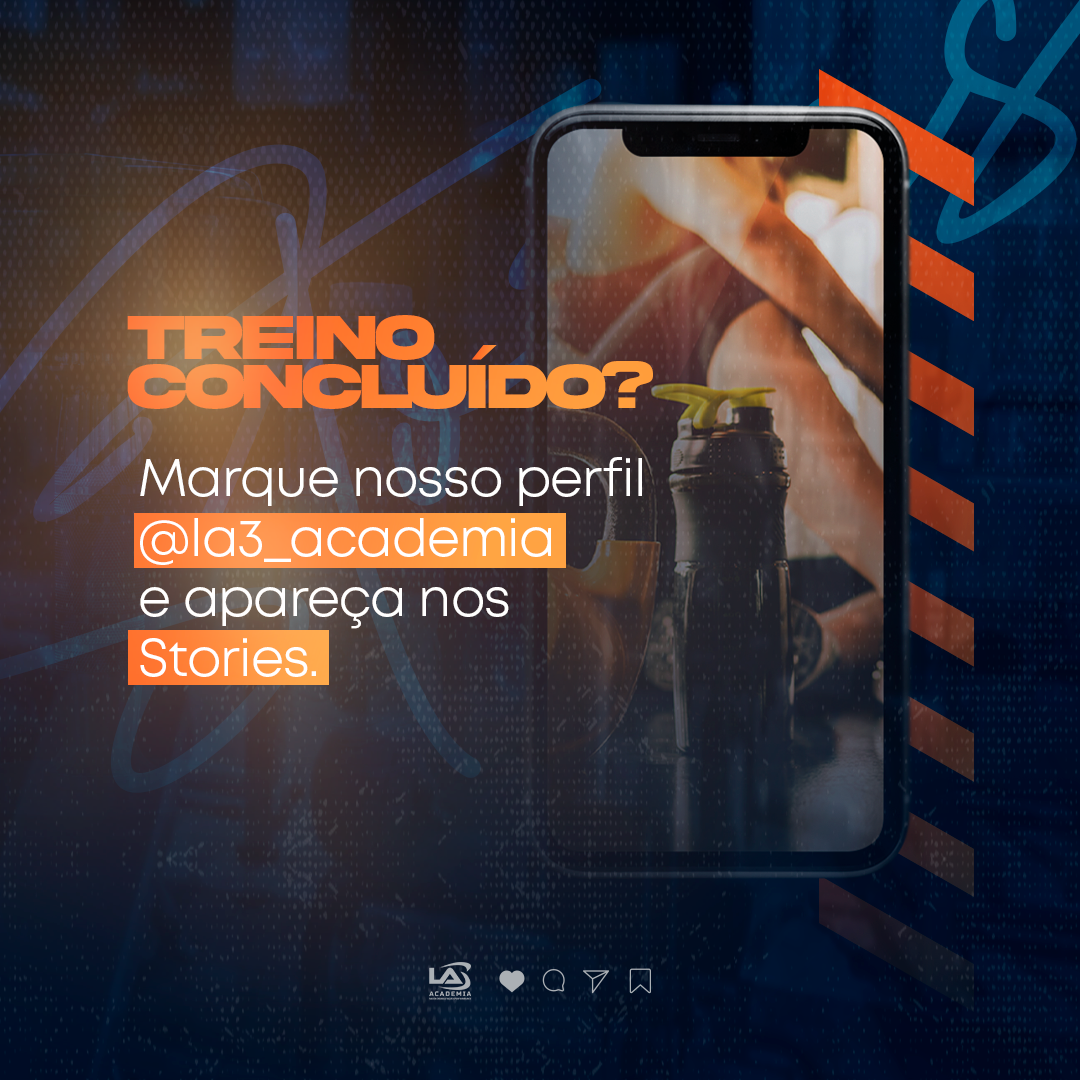 TREINO
CONCLUÍDO?
Marque nosso perfil
@la3_academia
e apareça nos
Stories.
LA3
ACADEMIA